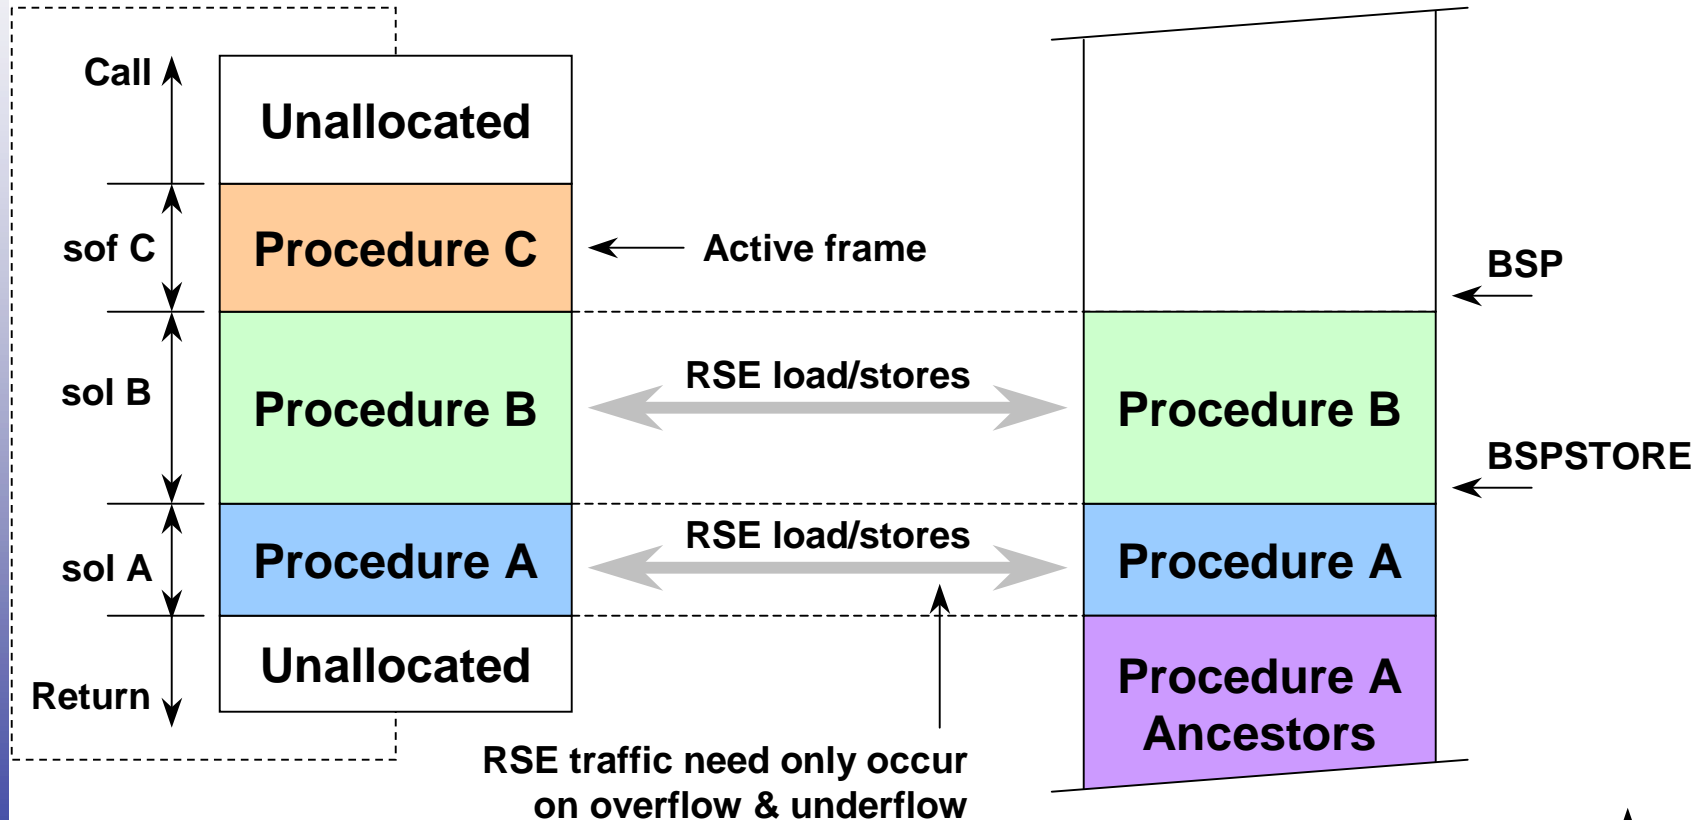 Call
Unallocated
sof C
Procedure C
Active frame
BSP
sol B
Procedure B
RSE load/stores
Procedure B
BSPSTORE
sol A
Procedure A
RSE load/stores
Procedure A
Return
Unallocated
Procedure A
Ancestors
RSE traffic need only occur
on overflow & underflow